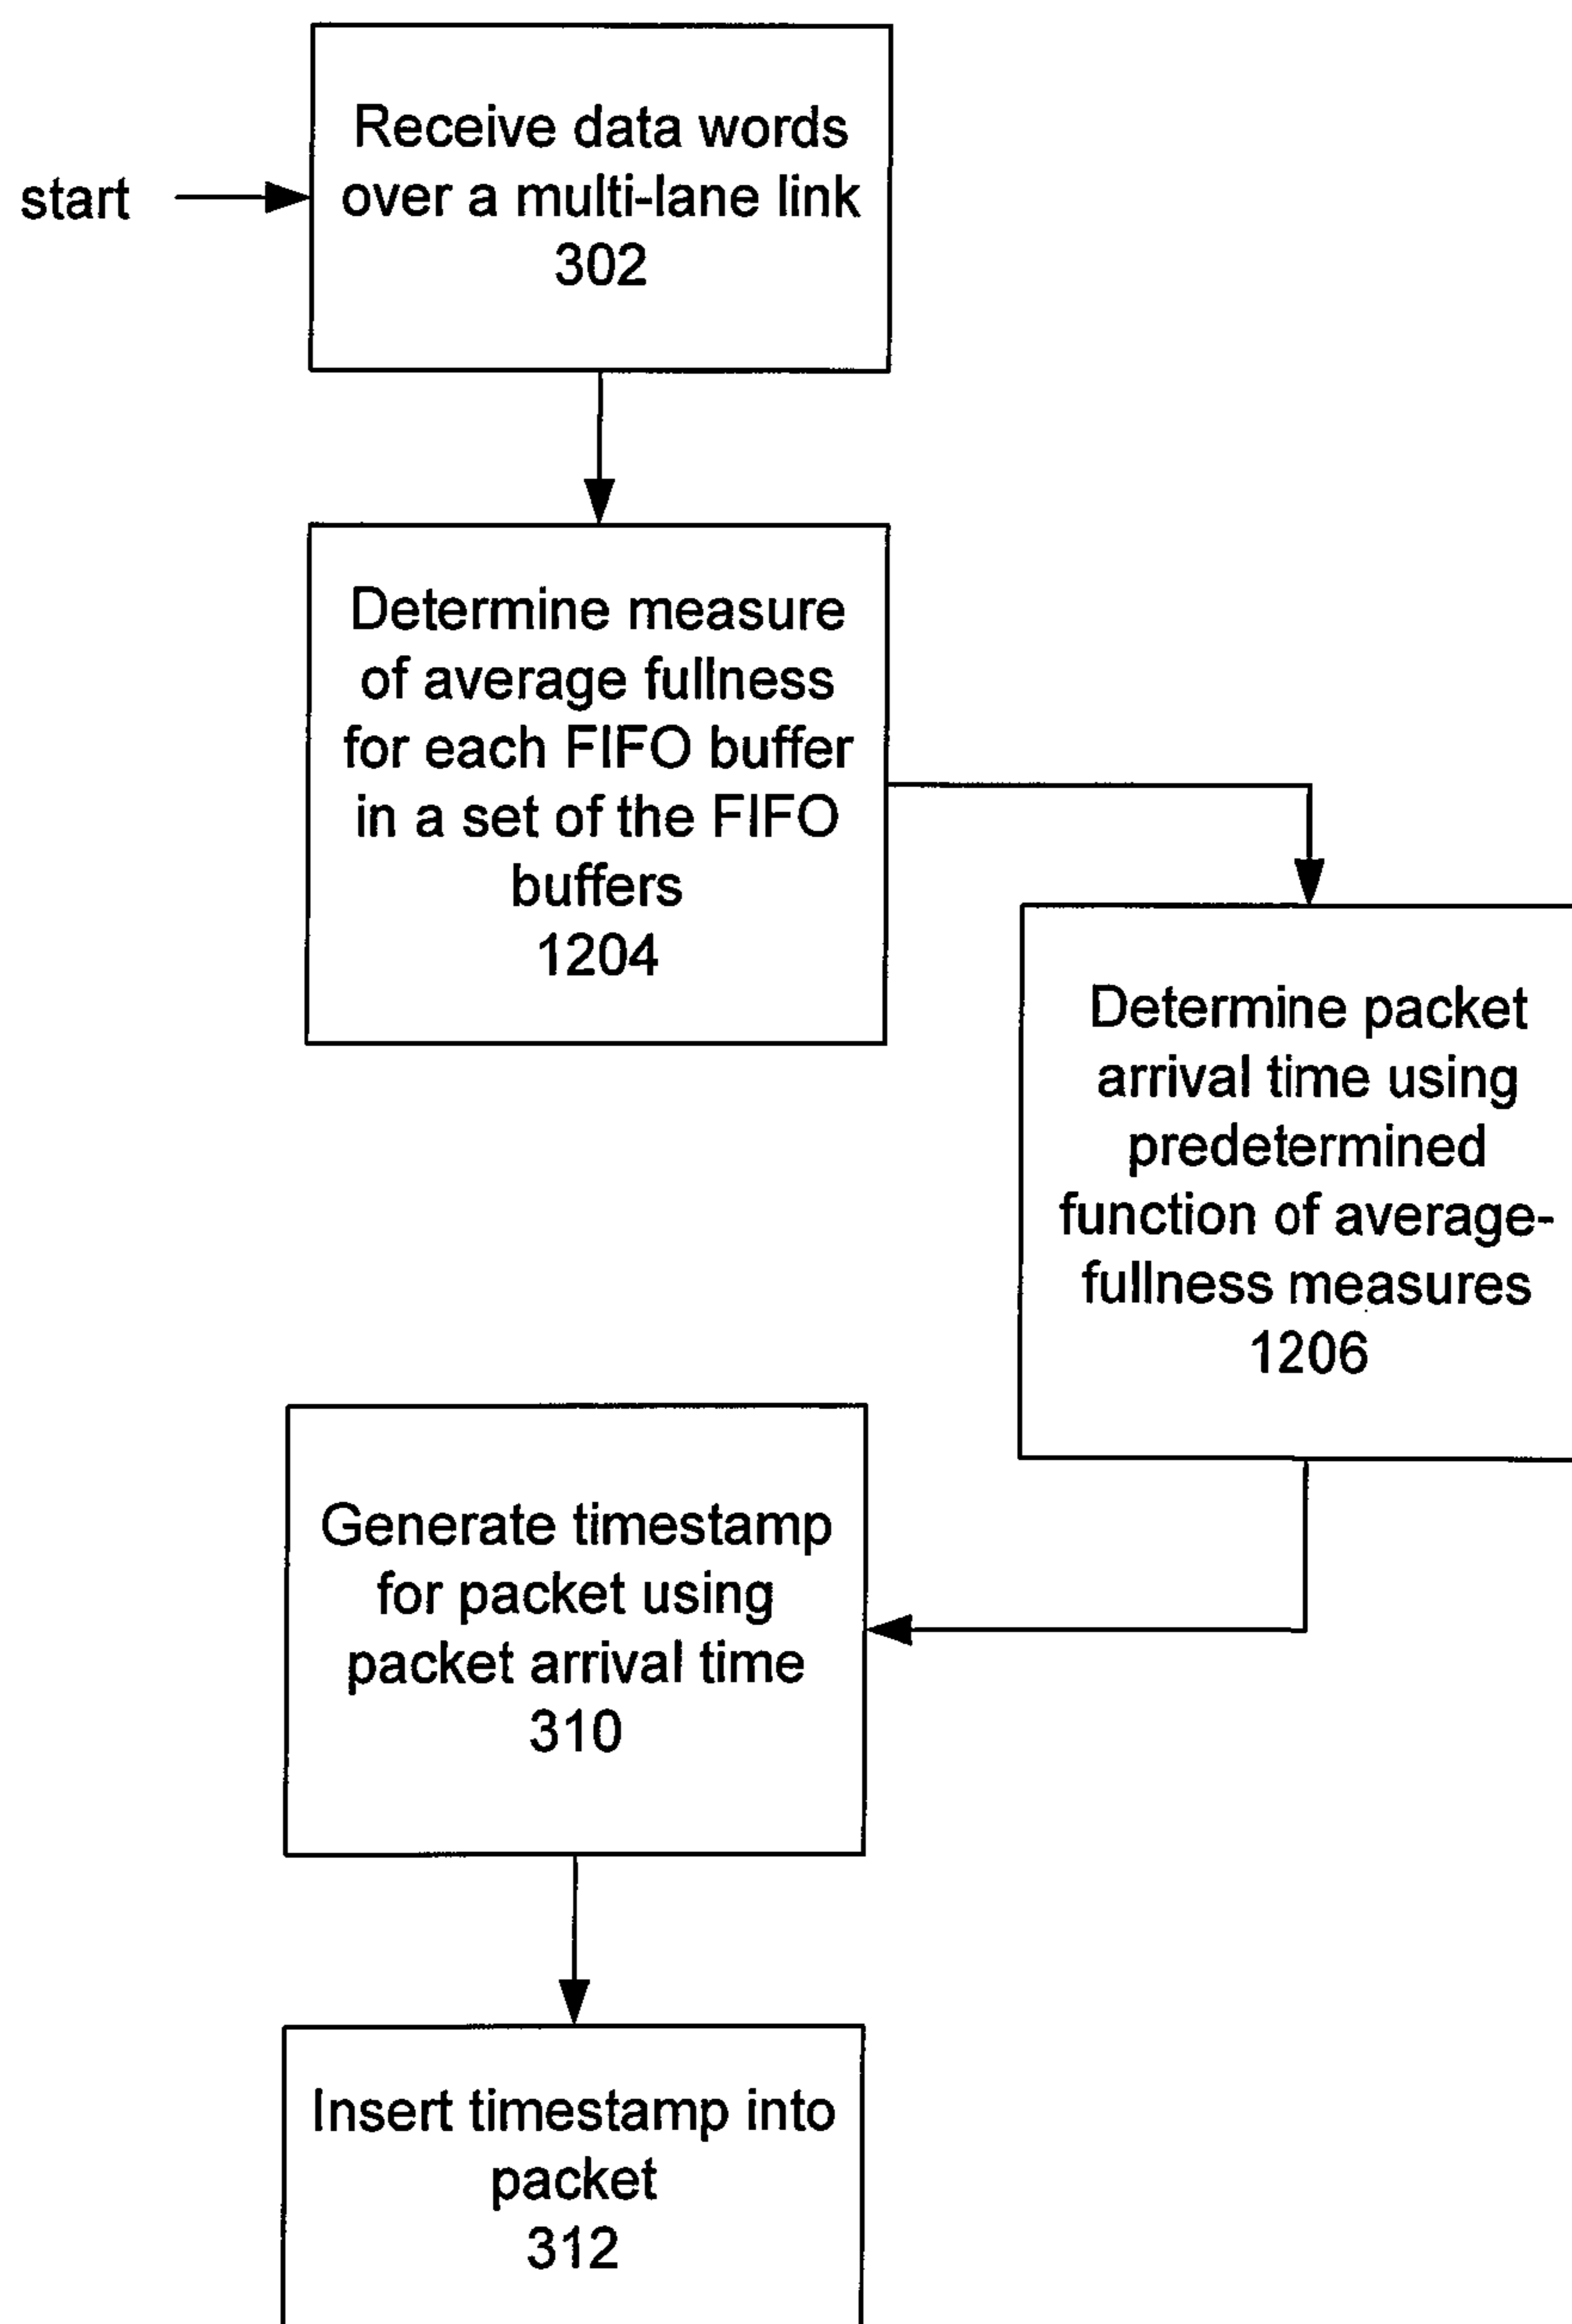 start
Receive data words
over a multi-lane link
302
Determine measure
of average fullness
for each FIFO buffer
in a set of the FIFO
buffers
1204
Determine packet
arrival time using
predetermined
function of average-
fullness measures
1206
Generate timestamp
for packet using
packet arrival time
310
Insert timestamp into
packet
312